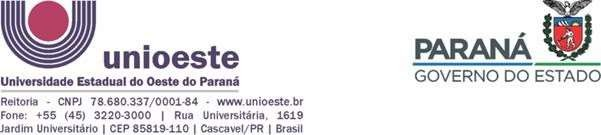 unioeste
Universidade Estadual do Oeste do Paraná
Reitoria - CNPJ 78.680.337/0001-84 - www.unioeste.br
Fone: +55 (45) 3220-3000 | Rua Universitária, 1619
Jardim Universitário | CEP 85819-110 | Cascavel/PR | Brasil
PARANÁ
GOVERNO DO ESTADO